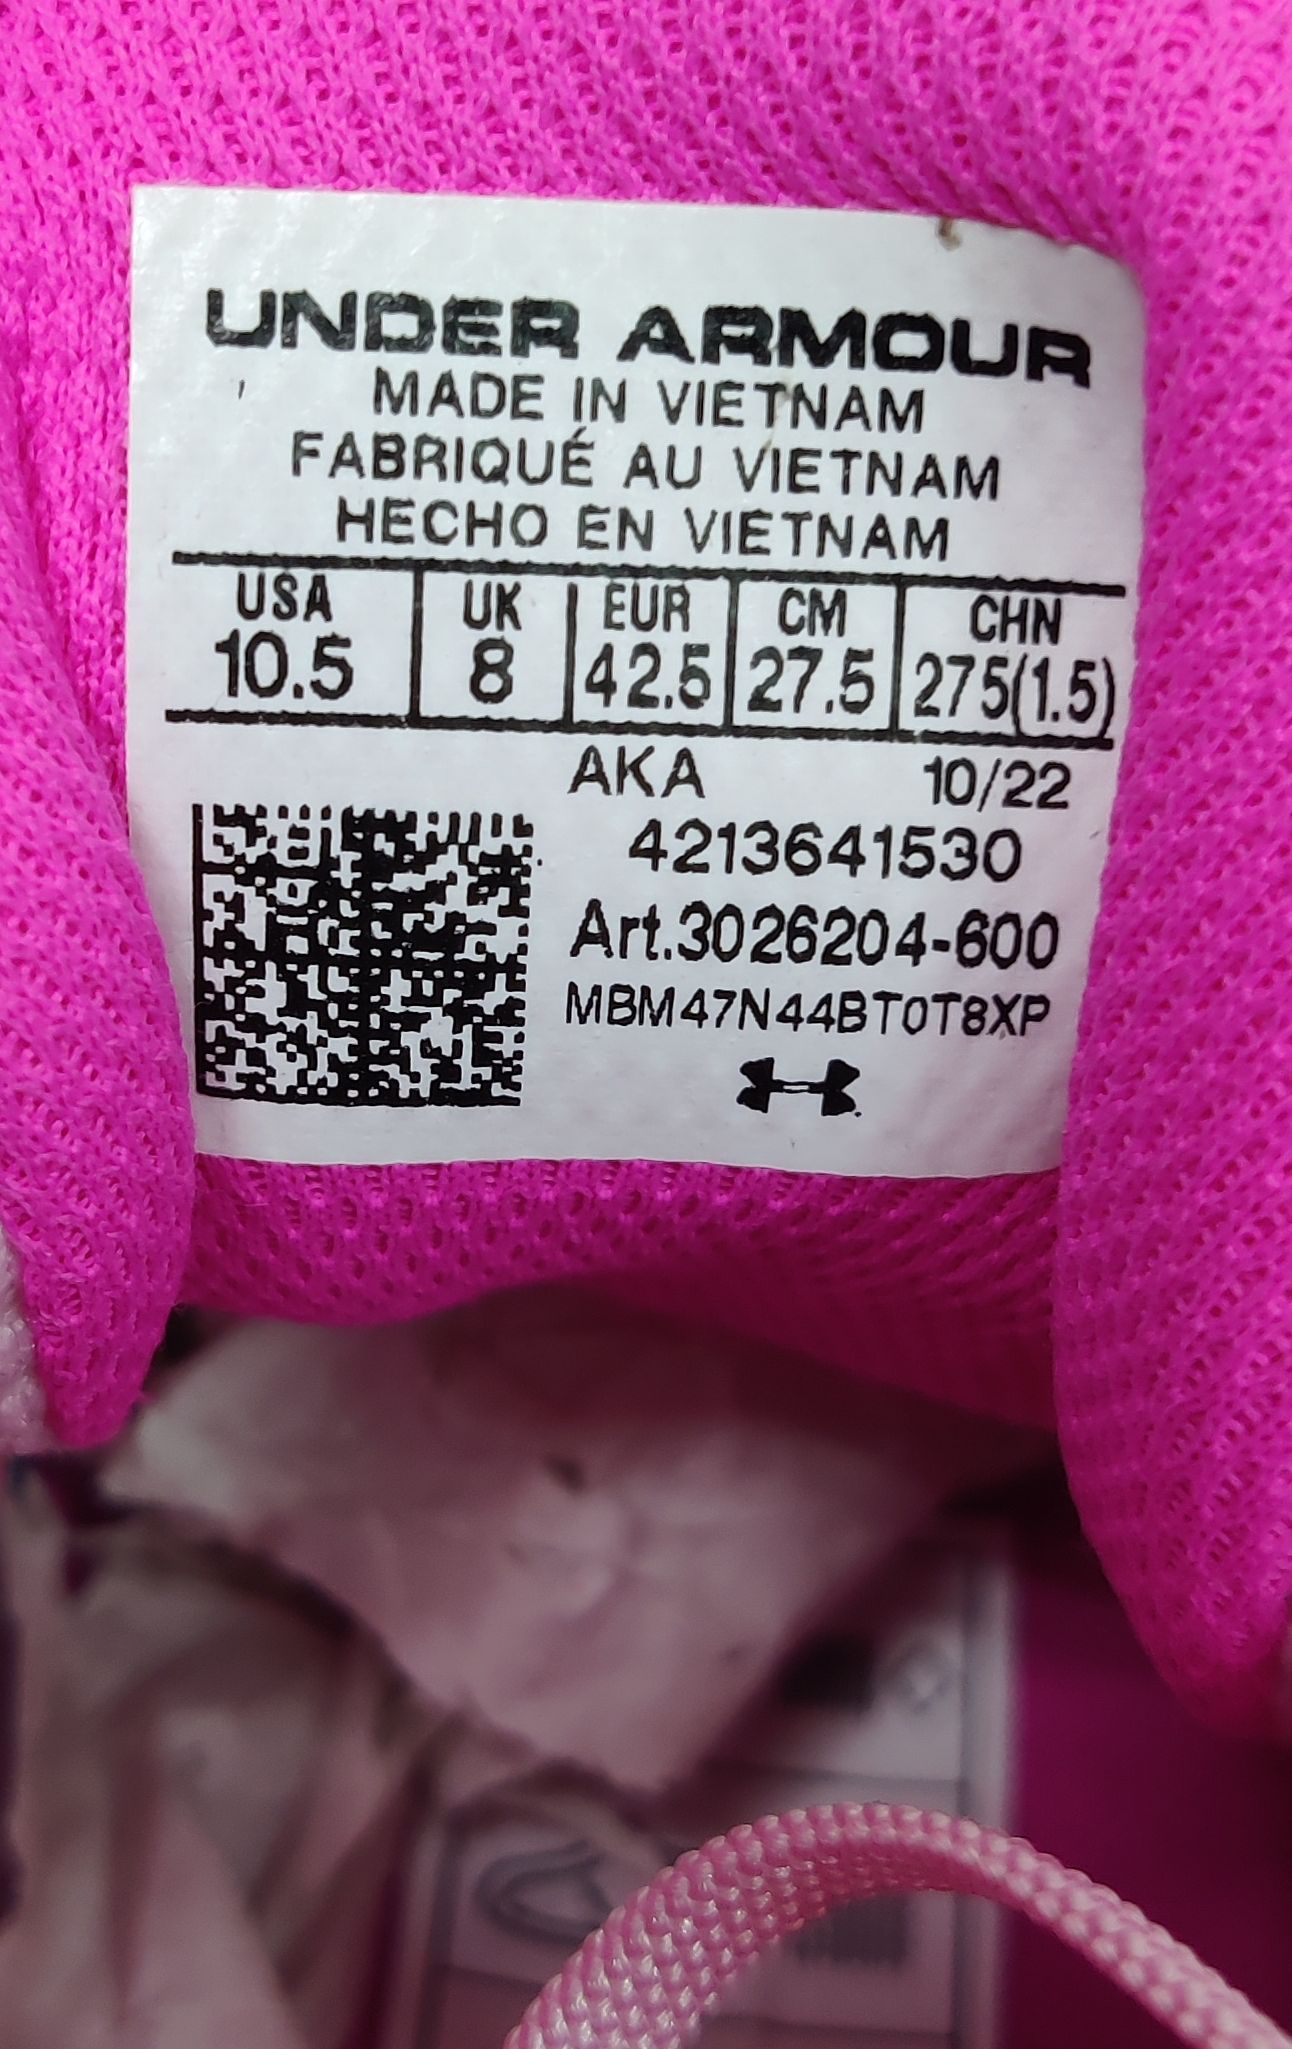 UNDER ARMOUR
MADE IN VIETNAM
FABRIQUÉ AU VIETNAM
HECHO EN VIETNAM
USA UK EUR CM CHN
10.5 8 42.5 27.5 275(1.5)
AKA 10/22
4213641530
Art.3026204-600
MBM47N44BT0T8XP